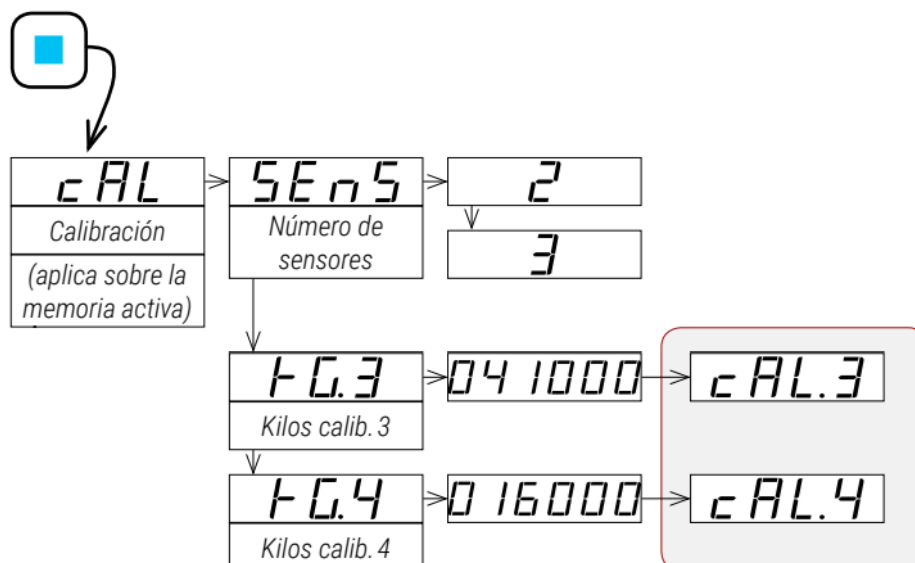 cAL
Calibración
(aplica sobre la
memoria activa)
SEnS
Número de
sensores
2
3
KG.3
Kilos calib. 3
041000
cAL.3
KG.4
Kilos calib. 4
016000
cAL.4